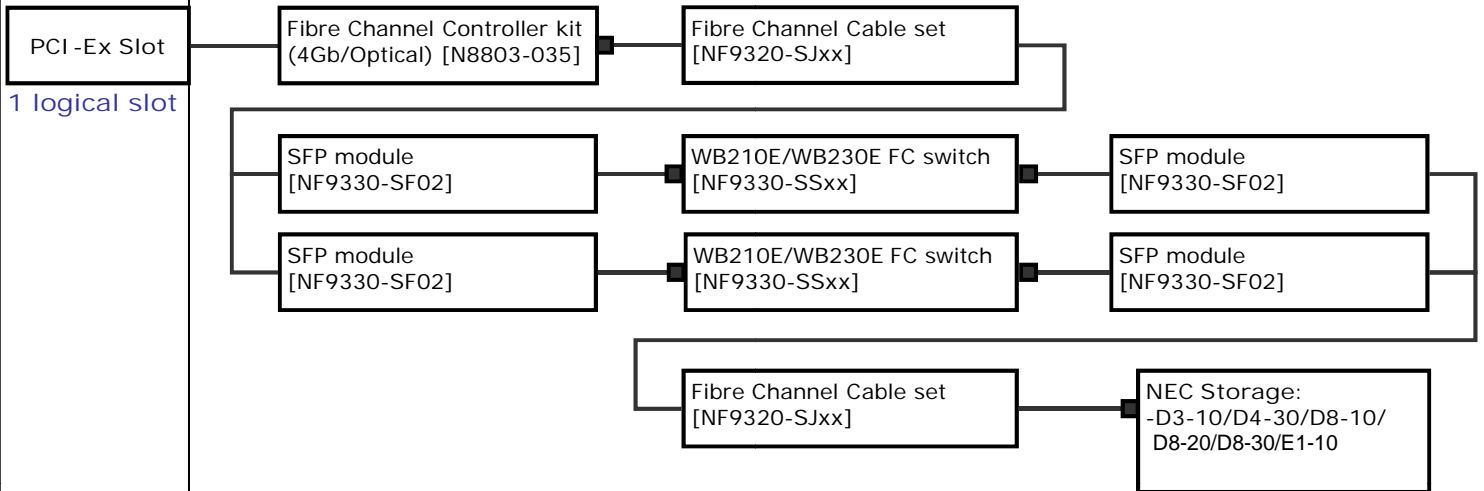 PCI-Ex Slot
1 logical slot
Fibre Channel Controller kit
(4Gb/Optical) [N8803-035]
Fibre Channel Cable set
[NF9320-SJxx]
SFP module
[NF9330-SF02]
WB210E/WB230E FC switch
[NF9330-SSxx]
SFP module
[NF9330-SF02]
SFP module
[NF9330-SF02]
WB210E/WB230E FC switch
[NF9330-SSxx]
SFP module
[NF9330-SF02]
Fibre Channel Cable set
[NF9320-SJxx]
NEC Storage:
-D3-10/D4-30/D8-10/
D8-20/D8-30/E1-10